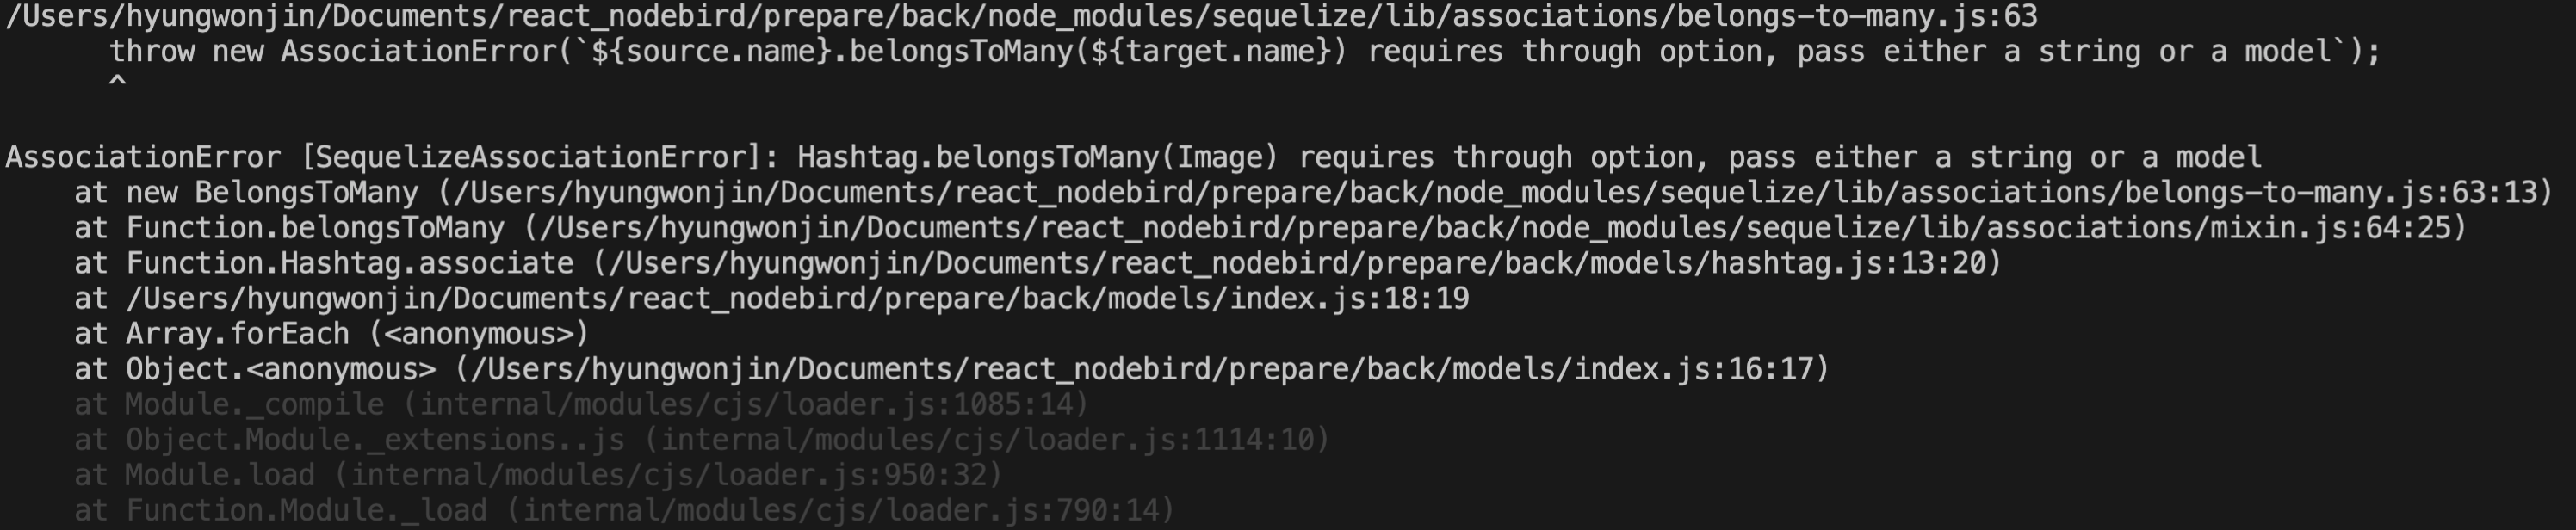 /Users/hyungwonjin/Documents/react_nodebird/prepare/back/node_modules/sequelize/lib/associations/belongs-to-many.js:63
      throw new AssociationError(`${source.name}.belongsToMany(${target.name}) requires through option, pass either a string or a model`);
      ^
AssociationError [SequelizeAssociationError]: Hashtag.belongsToMany(Image) requires through option, pass either a string or a model
    at new BelongsToMany (/Users/hyungwonjin/Documents/react_nodebird/prepare/back/node_modules/sequelize/lib/associations/belongs-to-many.js:63:13)
    at Function.belongsToMany (/Users/hyungwonjin/Documents/react_nodebird/prepare/back/node_modules/sequelize/lib/associations/mixin.js:64:25)
    at Function.Hashtag.associate (/Users/hyungwonjin/Documents/react_nodebird/prepare/back/models/hashtag.js:13:20)
    at /Users/hyungwonjin/Documents/react_nodebird/prepare/back/models/index.js:18:19
    at Array.forEach (<anonymous>)
    at Object.<anonymous> (/Users/hyungwonjin/Documents/react_nodebird/prepare/back/models/index.js:16:17)
    at Module._compile (internal/modules/cjs/loader.js:1085:14)
    at Object.Module._extensions..js (internal/modules/cjs/loader.js:1114:10)
    at Module.load (internal/modules/cjs/loader.js:950:32)
    at Function.Module._load (internal/modules/cjs/loader.js:790:14)